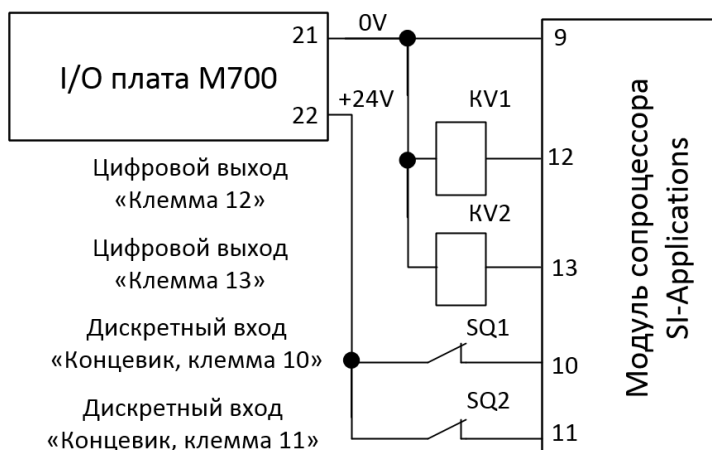 21
0V
9
I/O плата M700
22
+24V
KV1
12
Цифровой выход
«Клемма 12»
KV2
Цифровой выход
«Клемма 13»
13
Дискретный вход
«Концевик, клемма 10»
SQ1
10
Дискретный вход
«Концевик, клемма 11»
SQ2
11
Модуль сопроцессора
SI-Applications